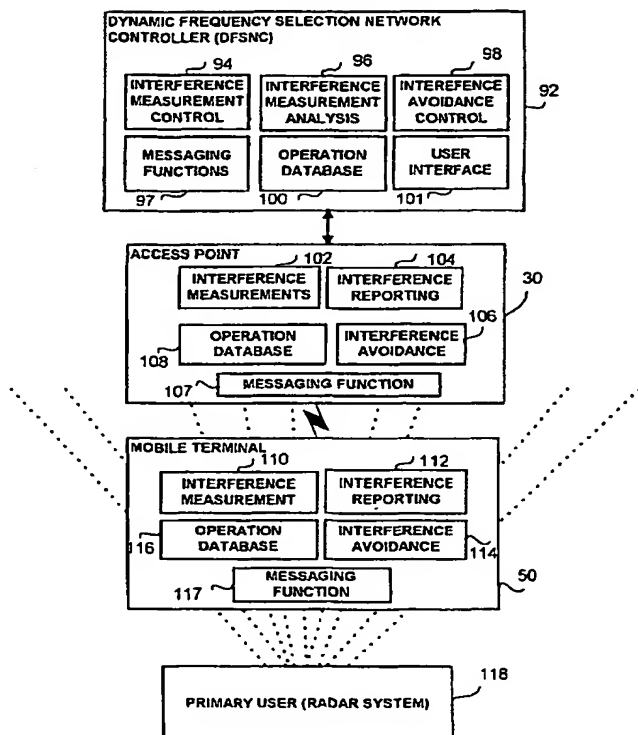 DYNAMIC FREQUENCY SELECTION NETWORK
CONTROLLER (DFSNC)
94
96
98
INTERFERENCE
MEASUREMENT
CONTROL
INTERFERENCE
MEASUREMENT
ANALYSIS
INTEREFENCE
AVOIDANCE
CONTROL
92
MESSAGING
FUNCTIONS
OPERATION
DATABASE
USER
INTERFACE
97
100
101
ACCESS POINT
102
104
INTERFERENCE
MEASUREMENTS
INTERFERENCE
REPORTING
30
106
OPERATION
DATABASE
INTERFERENCE
AVOIDANCE
108
107
MESSAGING FUNCTION
MOBILE TERMINAL
110
112
INTERFERENCE
MEASUREMENT
INTERFERENCE
REPORTING
OPERATION
DATABASE
INTERFERENCE
AVOIDANCE
116
114
MESSAGING
FUNCTION
117
50
118
PRIMARY USER (RADAR SYSTEM)